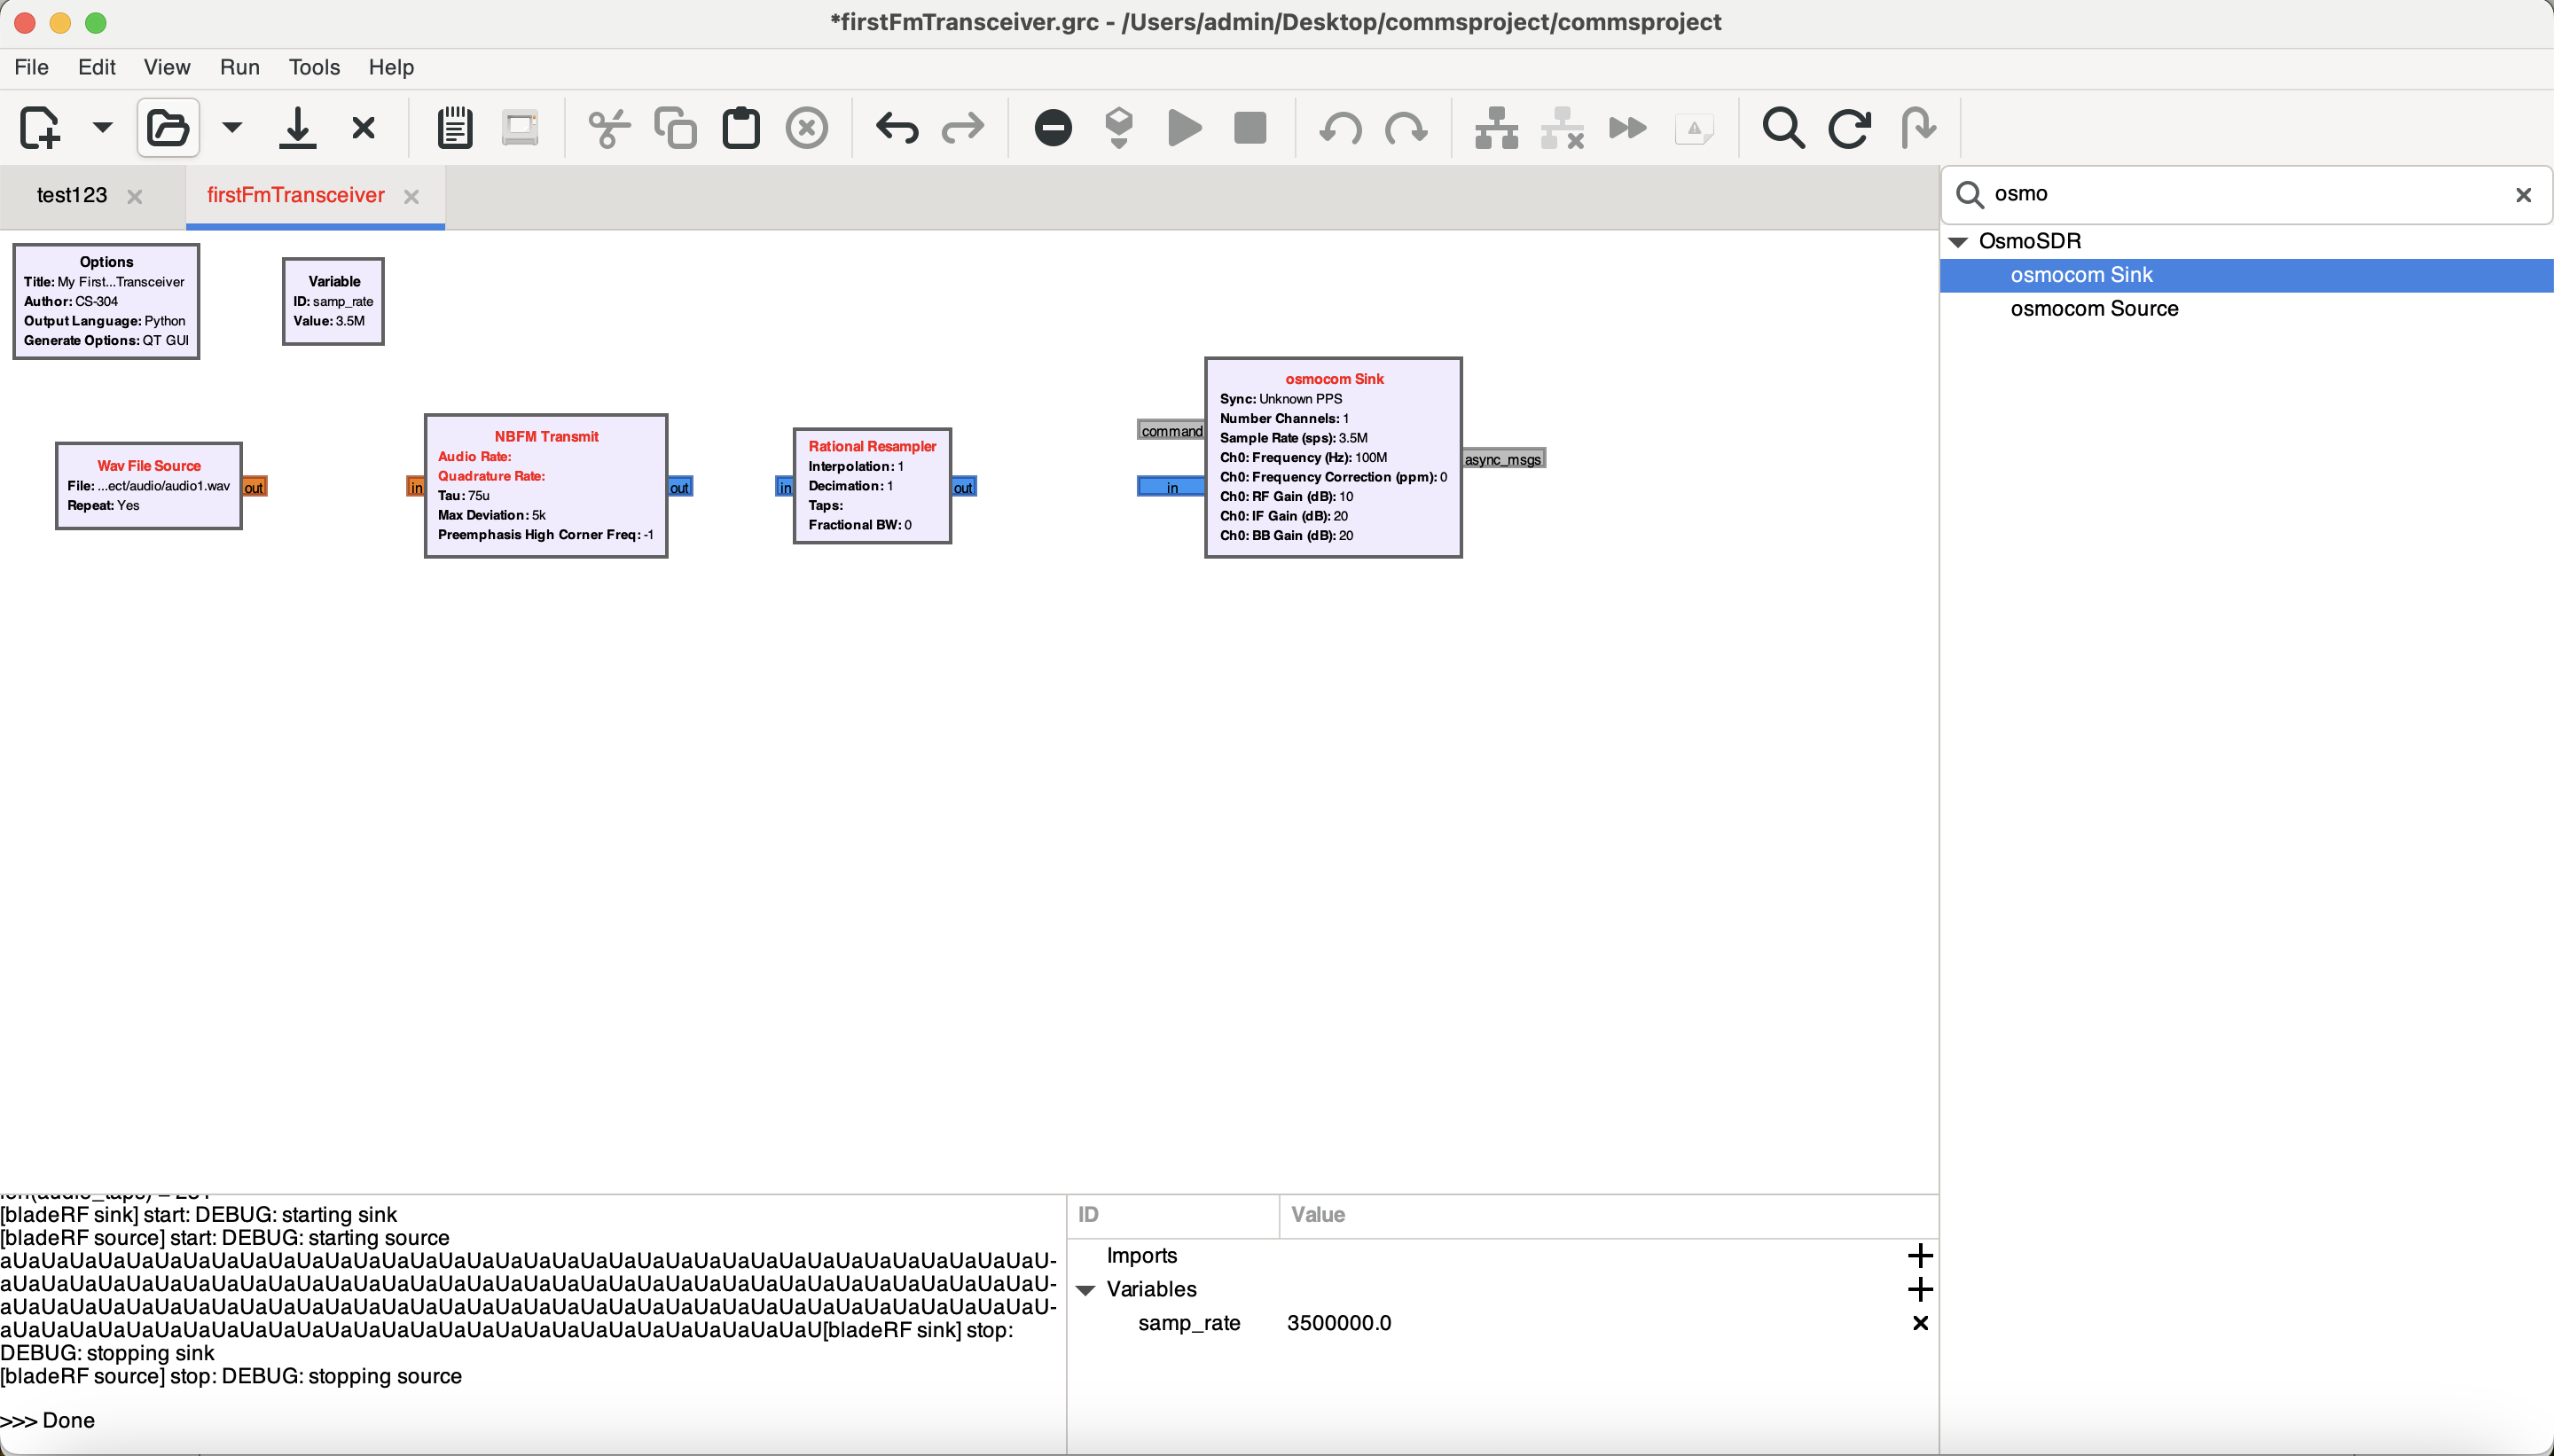 *firstFmTransceiver.grc - /Users/admin/Desktop/commsproject/commsproject
File Edit View Run Tools Help
test123
firstFmTransceiver
osmo
OsmoSDR
osmocom Sink
osmocom Source
Options
Title: My First...Transceiver
Author: CS-304
Output Language: Python
Generate Options: QT GUI
Variable
ID: samp_rate
Value: 3.5M
Wav File Source
File: ...ect/audio/audio1.wav
Repeat: Yes
out
in
NBFM Transmit
Audio Rate:
Quadrature Rate:
Tau: 75u
Max Deviation: 5k
Preemphasis High Corner Freq: -1
out
in
Rational Resampler
Interpolation: 1
Decimation: 1
Taps:
Fractional BW: 0
out
command
in
osmocom Sink
Sync: Unknown PPS
Number Channels: 1
Sample Rate (sps): 3.5M
Ch0: Frequency (Hz): 100M
Ch0: Frequency Correction (ppm): 0
Ch0: RF Gain (dB): 10
Ch0: IF Gain (dB): 20
Ch0: BB Gain (dB): 20
async_msgs
[bladeRF sink] start: DEBUG: starting sink
[bladeRF source] start: DEBUG: starting source
aUaUaUaUaUaUaUaUaUaUaUaUaUaUaUaUaUaUaUaUaUaUaUaUaUaUaUaUaUaUaUaUaUaUaUaUaU-
aUaUaUaUaUaUaUaUaUaUaUaUaUaUaUaUaUaUaUaUaUaUaUaUaUaUaUaUaUaUaUaUaUaUaUaUaU-
aUaUaUaUaUaUaUaUaUaUaUaUaUaUaUaUaUaUaUaUaUaUaUaUaUaUaUaUaUaUaUaUaUaUaUaUaU-
aUaUaUaUaUaUaUaUaUaUaUaUaUaUaUaUaUaUaUaUaUaUaUaUaUaUaUaUaU[bladeRF sink] stop:
DEBUG: stopping sink
[bladeRF source] stop: DEBUG: stopping source
>>> Done
ID Value
Imports
Variables
samp_rate 3500000.0